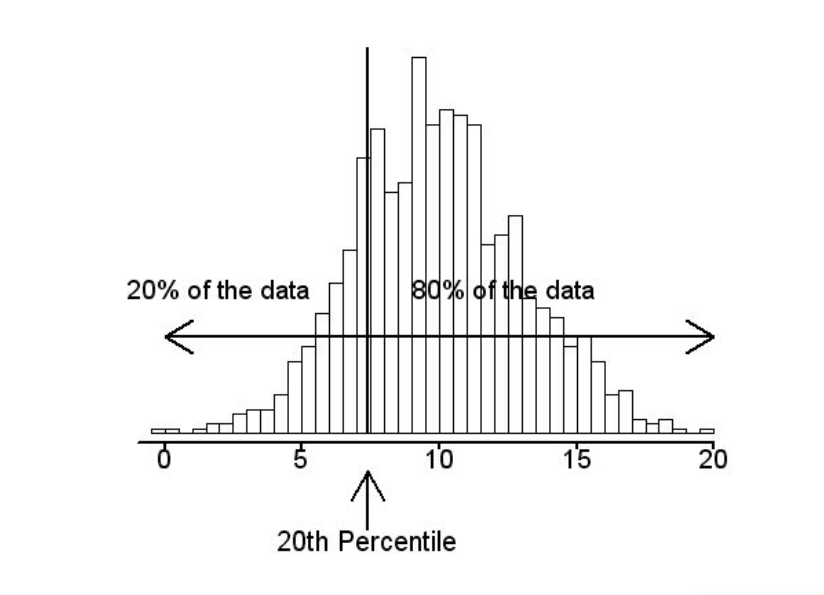 20% of the data 80% of the data
0 5 10 15 20
20th Percentile